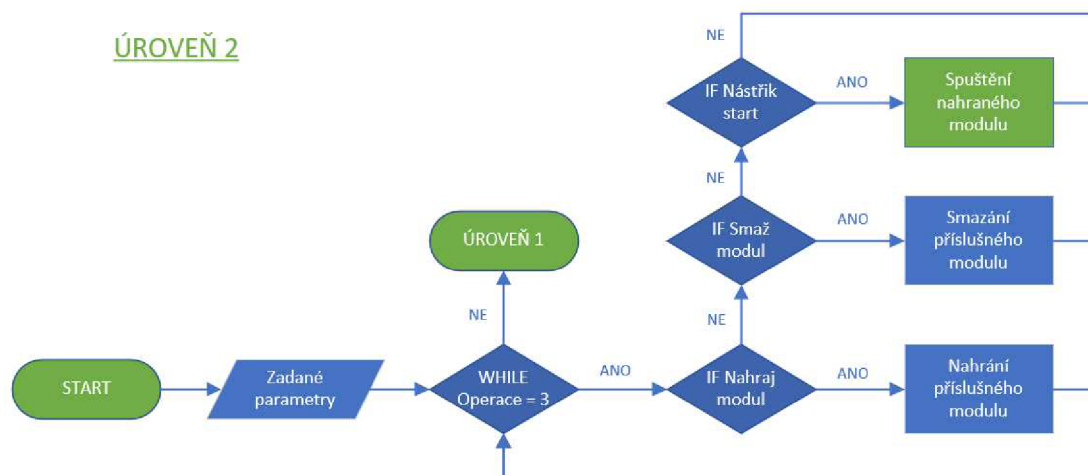 ÚROVEŇ 2
NE
IF Nástřik
start
ANO
Spuštění
nahraného
modulu
NE
ÚROVEŇ 1
IF Smaž
modul
ANO
Smazání
příslušného
modulu
NE
NE
START
Zadané
parametry
WHILE
Operace = 3
ANO
IF Nahraj
modul
ANO
Nahrání
příslušného
modulu